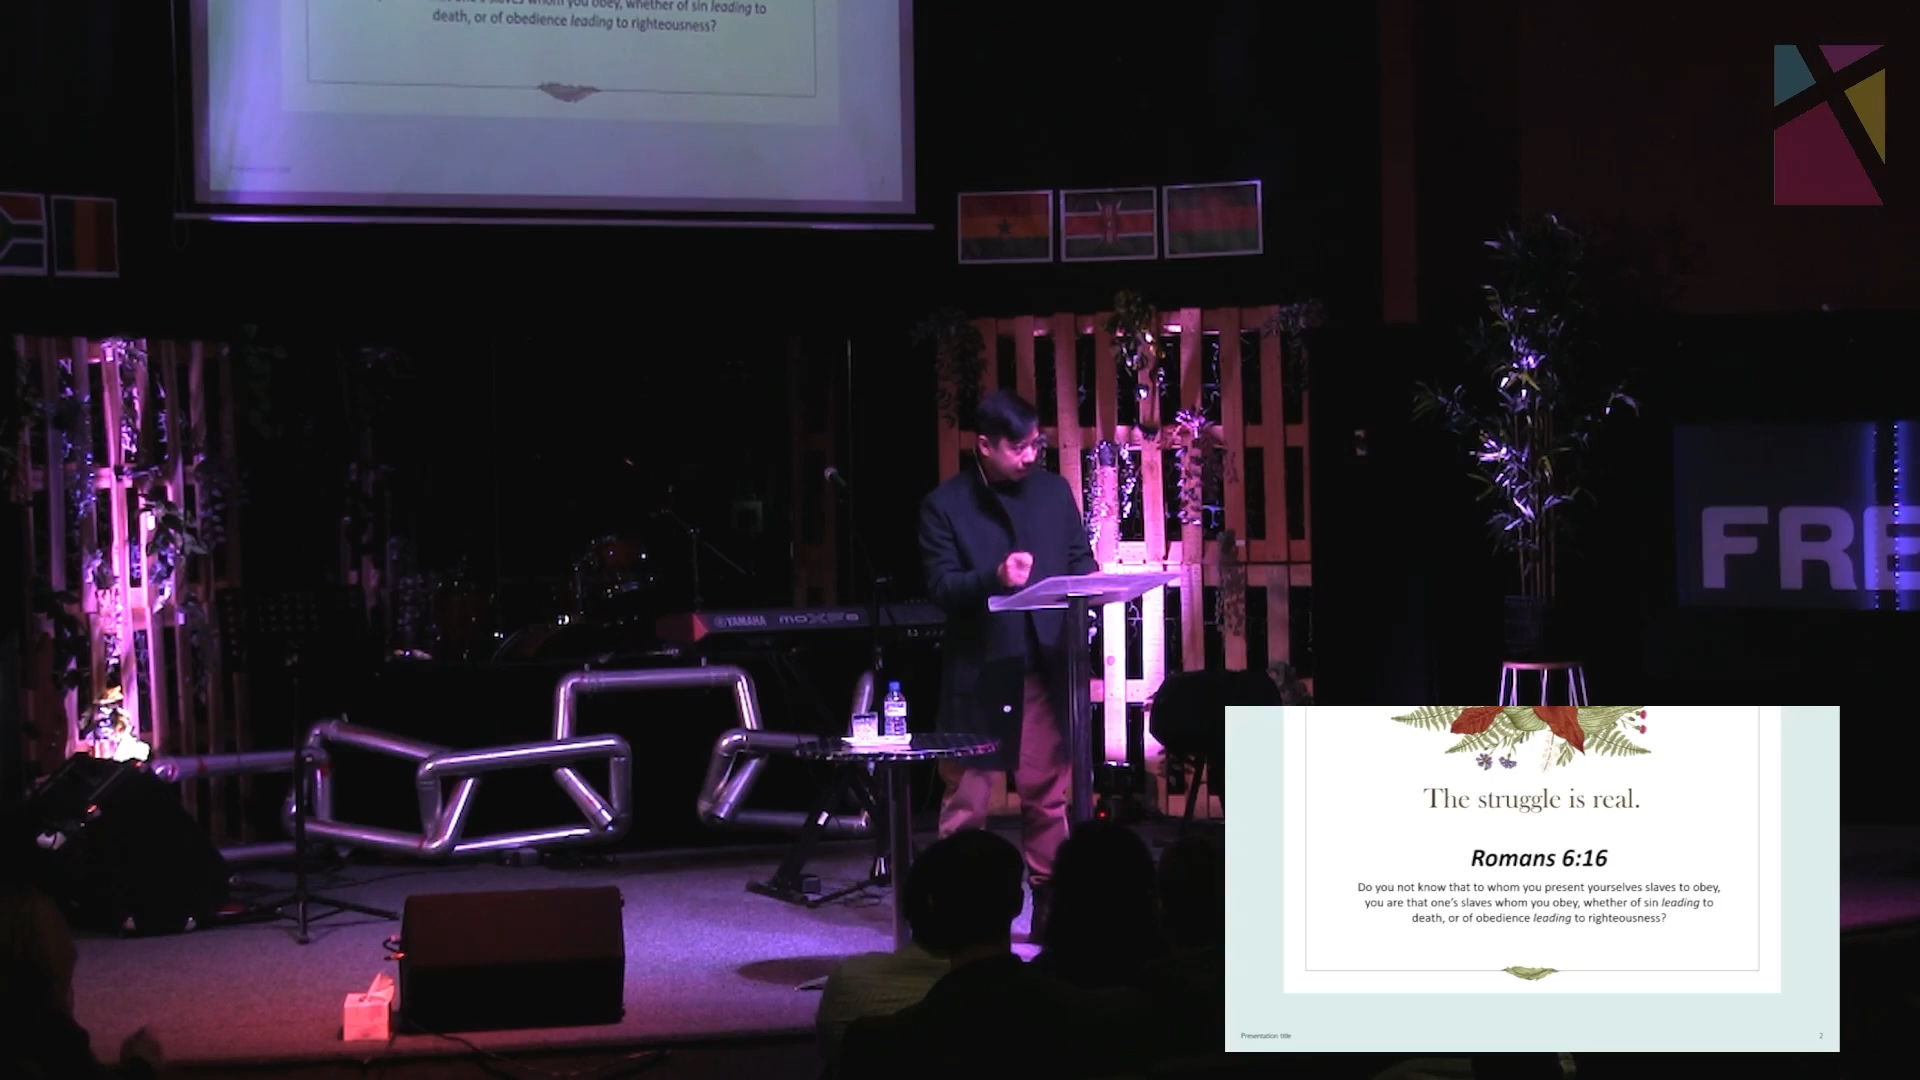 death, or of obedience leading to righteousness?
YAMAHA MOXF8
FRE
The struggle is real.
Romans 6:16
Do you not know that to whom you present yourselves slaves to obey,
you are that one's slaves whom you obey, whether of sin leading to
death, or of obedience leading to righteousness?
Presentation title
2